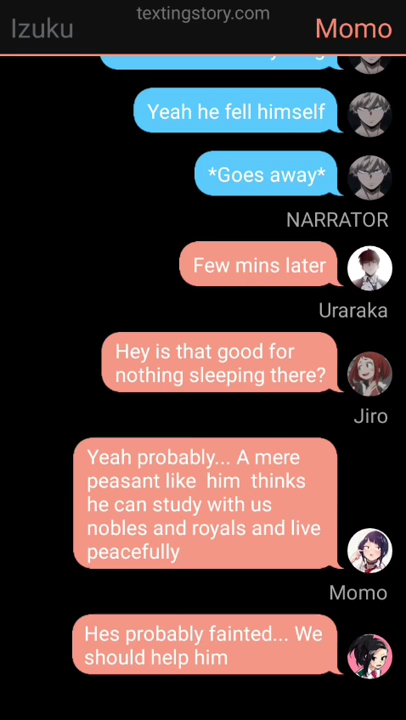 textingstory.com
Izuku
Momo
Yeah he fell himself
*Goes away*
NARRATOR
Few mins later
Uraraka
Hey is that good for
nothing sleeping there?
Jiro
Yeah probably... A mere
peasant like him thinks
he can study with us
nobles and royals and live
peacefully
Momo
Hes probably fainted... We
should help him